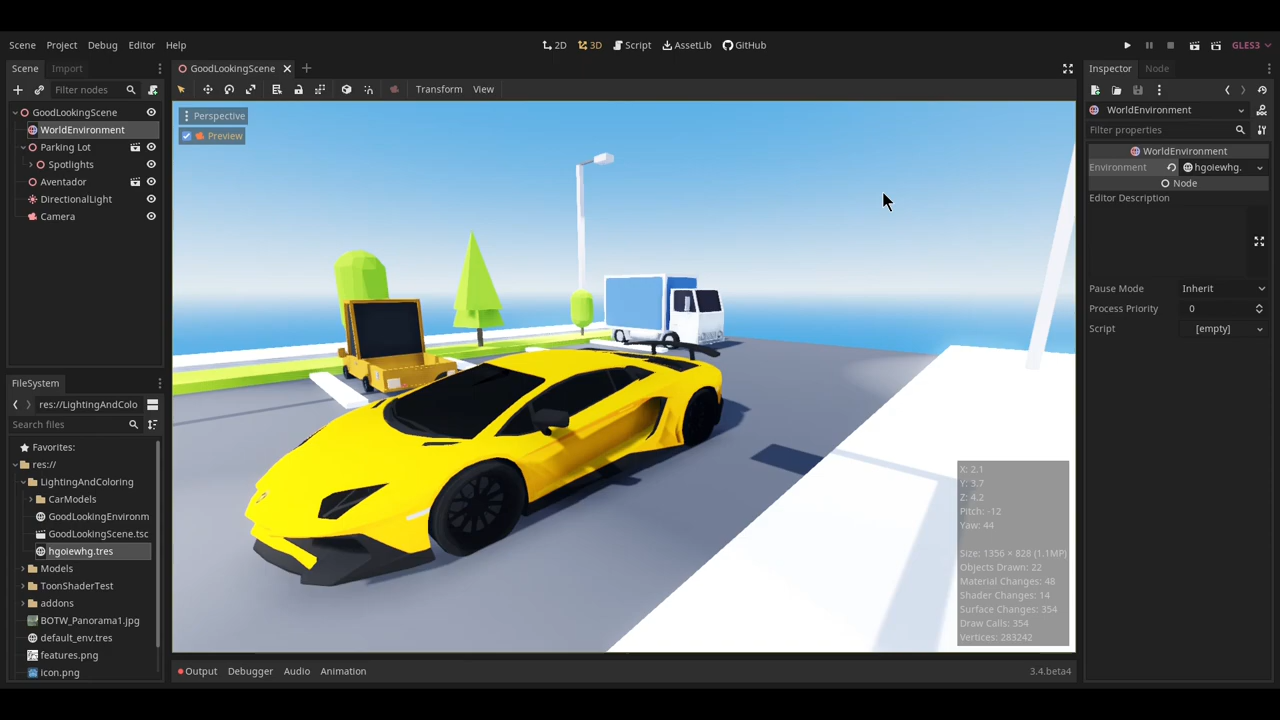 Scene Project Debug Editor Help
2D 3D Script AssetLib GitHub
GLES3
Scene Import
GoodLookingScene
Inspector Node
Filter nodes
Transform View
GoodLookingScene
WorldEnvironment
Parking Lot
Spotlights
Aventador
DirectionalLight
Camera
Perspective
Preview
WorldEnvironment
Filter properties
WorldEnvironment
Environment hgoiewhg.
Node
Editor Description
Pause Mode Inherit
Process Priority 0
Script [empty]
FileSystem
res://LightingAndColo
Search files
Favorites:
res://
LightingAndColoring
CarModels
GoodLookingEnvironm
GoodLookingScene.tsc
hgoiewhg.tres
Models
ToonShaderTest
addons
BOTW_Panorama1.jpg
default_env.tres
features.png
icon.png
X: 2.1
Y: 3.7
Z: 4.2
Pitch: -12
Yaw: 44
Size: 1356 × 828 (1.1MP)
Objects Drawn: 22
Material Changes: 48
Shader Changes: 14
Surface Changes: 354
Draw Calls: 354
Vertices: 283242
Output Debugger Audio Animation
3.4.beta4